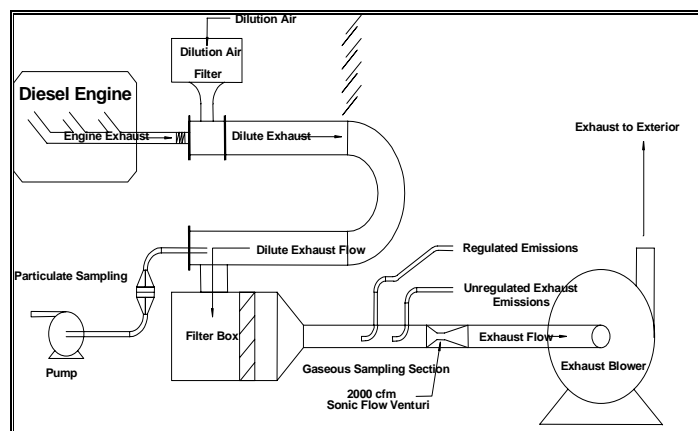 Dilution Air
Dilution Air
Filter
Diesel Engine
Engine Exhaust
Dilute Exhaust
Exhaust to Exterior
Dilute Exhaust Flow
Regulated Emissions
Particulate Sampling
Unregulated Exhaust
Emissions
Filter Box
Exhaust Flow
Pump
Gaseous Sampling Section
Exhaust Blower
2000 cfm
Sonic Flow Venturi